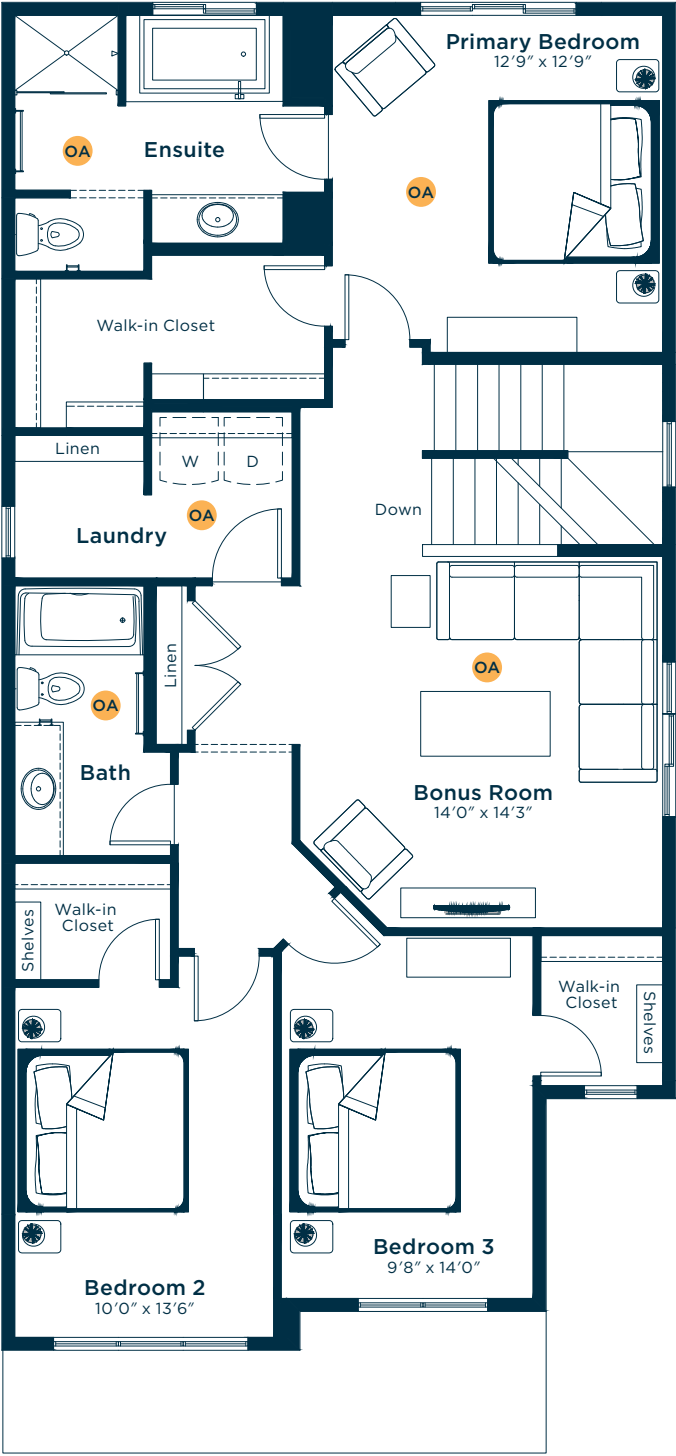 Primary Bedroom
12'9" x 12'9"
OA
Ensuite
OA
Walk-in Closet
Linen
W
D
OA
Laundry
Down
Linen
OA
OA
Bath
Bonus Room
14'0" x 14'3"
Walk-in
Closet
Shelves
Walk-in
Closet
Shelves
Bedroom 3
9'8" x 14'0"
Bedroom 2
10'0" x 13'6"